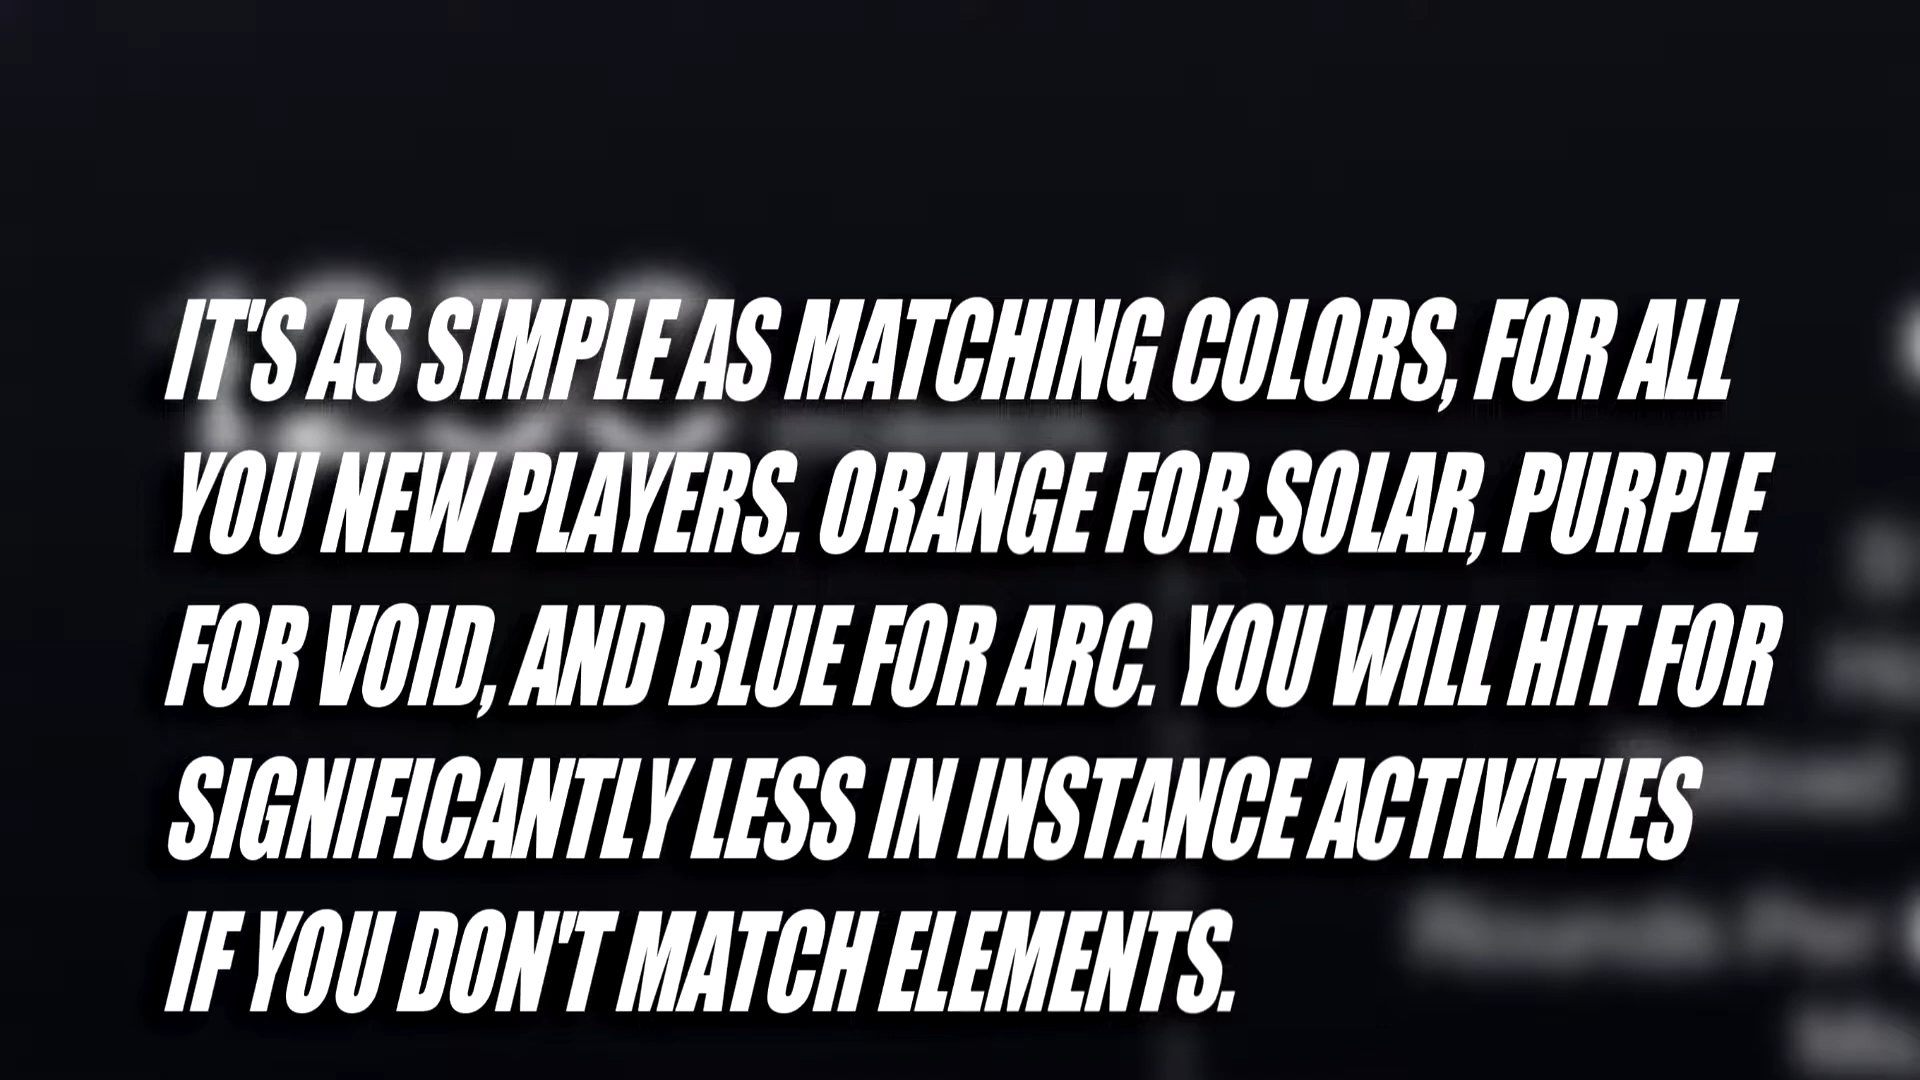 IT'S AS SIMPLE AS MATCHING COLORS, FOR ALL
YOU NEW PLAYERS. ORANGE FOR SOLAR, PURPLE
FOR VOID, AND BLUE FOR ARC. YOU WILL HIT FOR
SIGNIFICANTLY LESS IN INSTANCE ACTIVITIES
IF YOU DON'T MATCH ELEMENTS.